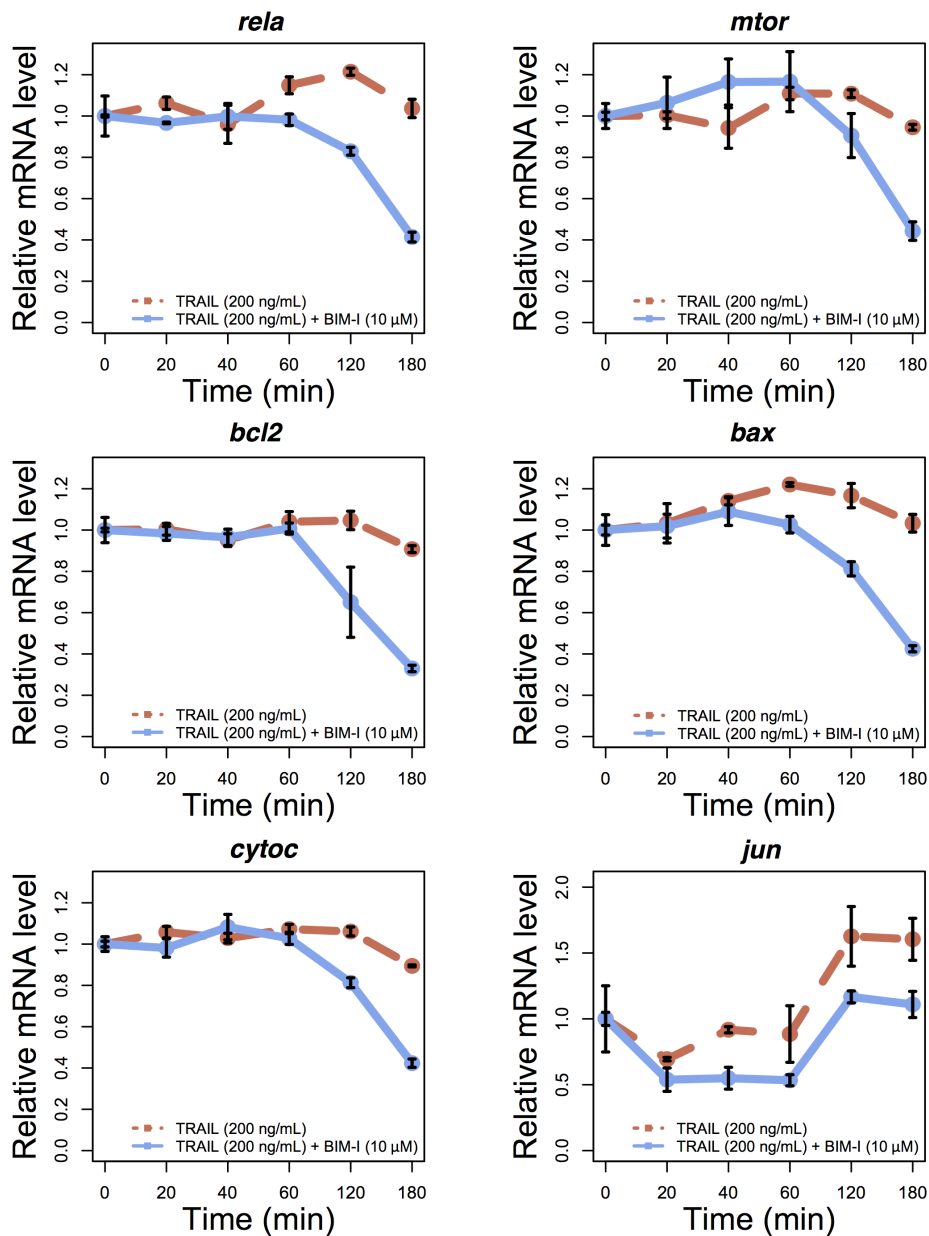 rela
Relative mRNA level
0.0 0.2 0.4 0.6 0.8 1.0 1.2
TRAIL (200 ng/mL)
TRAIL (200 ng/mL) + BIM-I (10 µM)
0 20 40 60 120 180
Time (min)
mtor
Relative mRNA level
0.0 0.2 0.4 0.6 0.8 1.0 1.2
TRAIL (200 ng/mL)
TRAIL (200 ng/mL) + BIM-I (10 µM)
0 20 40 60 120 180
Time (min)
bcl2
Relative mRNA level
0.0 0.2 0.4 0.6 0.8 1.0 1.2
TRAIL (200 ng/mL)
TRAIL (200 ng/mL) + BIM-I (10 µM)
0 20 40 60 120 180
Time (min)
bax
Relative mRNA level
0.0 0.2 0.4 0.6 0.8 1.0 1.2
TRAIL (200 ng/mL)
TRAIL (200 ng/mL) + BIM-I (10 µM)
0 20 40 60 120 180
Time (min)
cytoc
Relative mRNA level
0.0 0.2 0.4 0.6 0.8 1.0 1.2
TRAIL (200 ng/mL)
TRAIL (200 ng/mL) + BIM-I (10 µM)
0 20 40 60 120 180
Time (min)
jun
Relative mRNA level
0.0 0.5 1.0 1.5 2.0
TRAIL (200 ng/mL)
TRAIL (200 ng/mL) + BIM-I (10 µM)
0 20 40 60 120 180
Time (min)